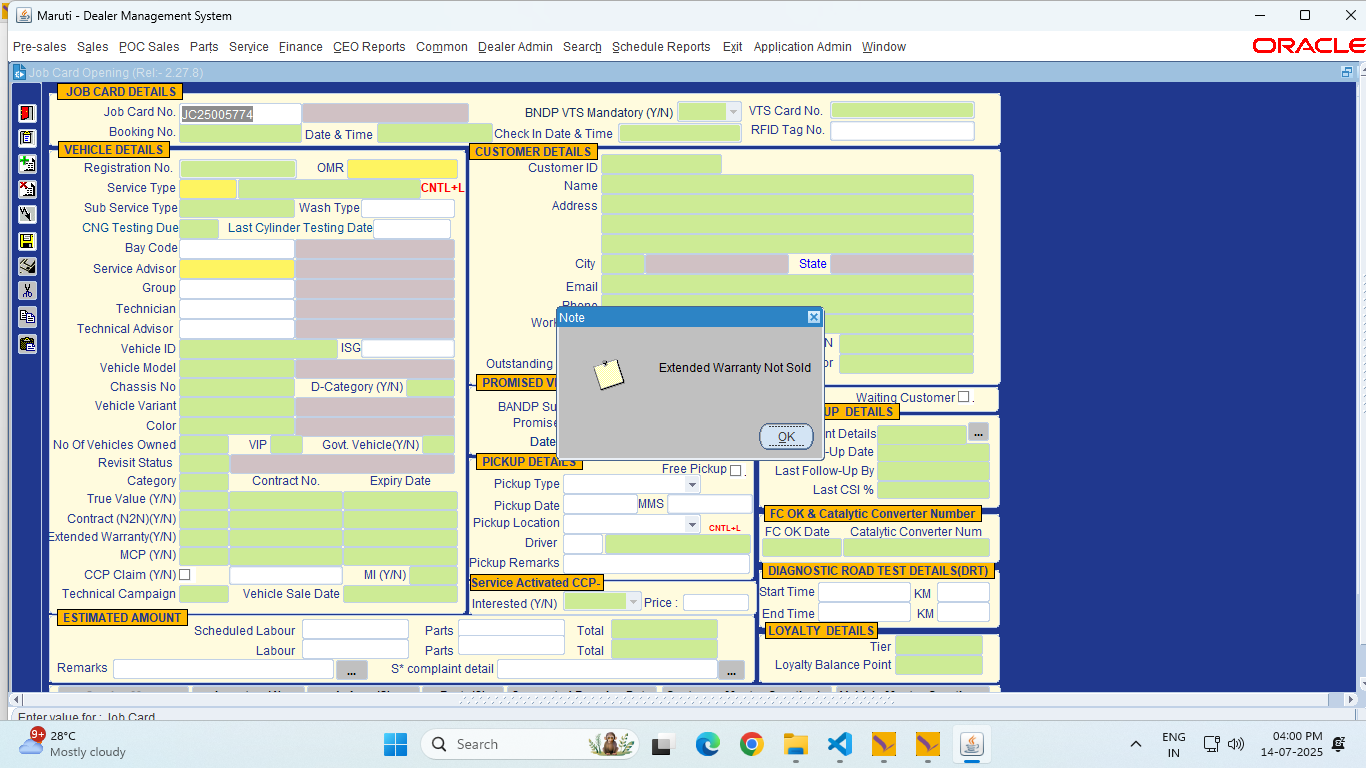 Maruti - Dealer Management System
Pre-sales Sales POC Sales Parts Service Finance CEO Reports Common Dealer Admin Search Schedule Reports Exit Application Admin Window
ORACLE
Job Card Opening (Rel:- 2.27.8)
JOB CARD DETAILS
Job Card No. JC25005774 BNDP VTS Mandatory (Y/N) VTS Card No.
Booking No. Date & Time Check In Date & Time RFID Tag No.
VEHICLE DETAILS
Registration No. OMR
Service Type CNTL+L
Sub Service Type Wash Type
CNG Testing Due Last Cylinder Testing Date
Bay Code
Service Advisor
Group
Technician
Technical Advisor
Vehicle ID ISG
Vehicle Model
Chassis No D-Category (Y/N)
Vehicle Variant
Color
No Of Vehicles Owned VIP Govt. Vehicle(Y/N)
Revisit Status
Category Contract No. Expiry Date
True Value (Y/N)
Contract (N2N)(Y/N)
Extended Warranty(Y/N)
MCP (Y/N)
CCP Claim (Y/N) MI (Y/N)
Technical Campaign Vehicle Sale Date
CUSTOMER DETAILS
Customer ID
Name
Address
City State
Email
Phone
Work
Outstanding
Note
Extended Warranty Not Sold
OK
PROMISED
BANDP Su
Promise
Date
Waiting Customer .
UP DETAILS
nt Details ...
-Up Date
Last Follow-Up By
Last CSI %
PICKUP DETAILS
Free Pickup .
Pickup Type
Pickup Date MMS
Pickup Location CNTL+L
Driver
Pickup Remarks
FC OK & Catalytic Converter Number
FC OK Date Catalytic Converter Num
DIAGNOSTIC ROAD TEST DETAILS(DRT)
Start Time KM
End Time KM
Service Activated CCP-
Interested (Y/N) Price :
ESTIMATED AMOUNT
Scheduled Labour Parts Total
Labour Parts Total
Remarks ... S* complaint detail ...
LOYALTY DETAILS
Tier
Loyalty Balance Point
Enter value for : Job Card
9+
28°C
Mostly cloudy
Search
ENG
IN
04:00 PM
14-07-2025